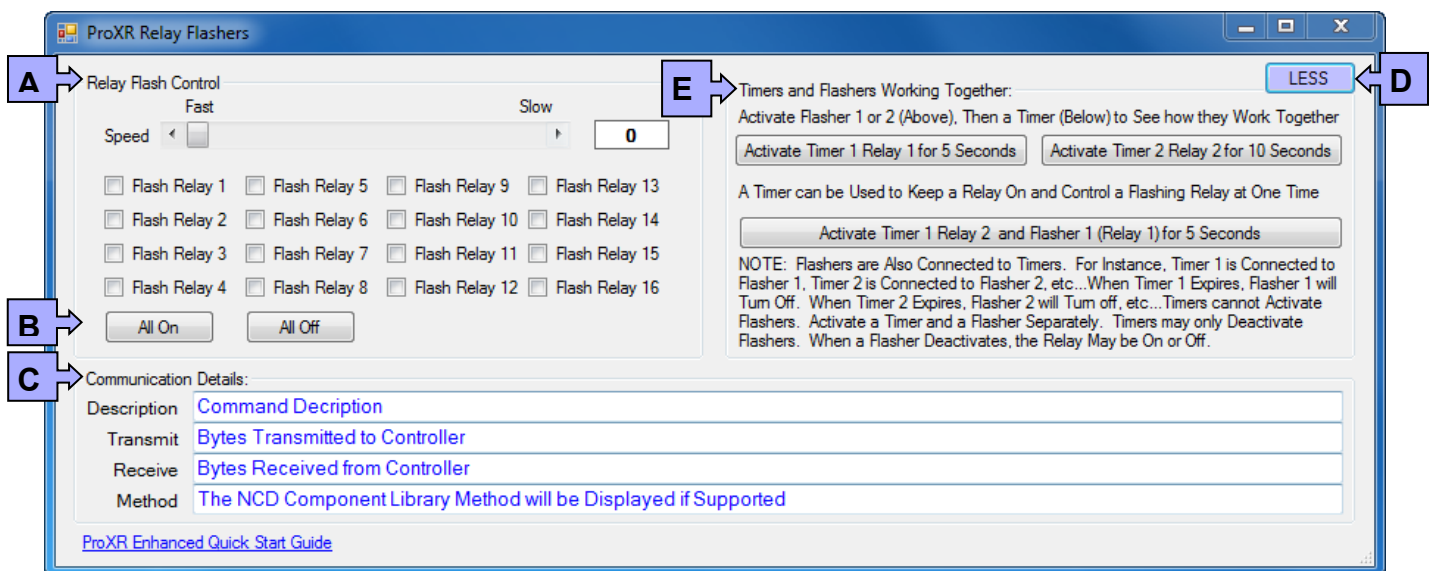 ProXR Relay Flashers
A
Relay Flash Control
Fast Slow
Speed 0
Flash Relay 1 Flash Relay 5 Flash Relay 9 Flash Relay 13
Flash Relay 2 Flash Relay 6 Flash Relay 10 Flash Relay 14
Flash Relay 3 Flash Relay 7 Flash Relay 11 Flash Relay 15
Flash Relay 4 Flash Relay 8 Flash Relay 12 Flash Relay 16
B
All On All Off
E
LESS
D
Timers and Flashers Working Together:
Activate Flasher 1 or 2 (Above), Then a Timer (Below) to See how they Work Together
Activate Timer 1 Relay 1 for 5 Seconds Activate Timer 2 Relay 2 for 10 Seconds
A Timer can be Used to Keep a Relay On and Control a Flashing Relay at One Time
Activate Timer 1 Relay 2 and Flasher 1 (Relay 1) for 5 Seconds
NOTE: Flashers are Also Connected to Timers. For Instance, Timer 1 is Connected to
Flasher 1, Timer 2 is Connected to Flasher 2, etc...When Timer 1 Expires, Flasher 1 will
Turn Off. When Timer 2 Expires, Flasher 2 will Turn off, etc...Timers cannot Activate
Flashers. Activate a Timer and a Flasher Separately. Timers may only Deactivate
Flashers. When a Flasher Deactivates, the Relay May be On or Off.
C
Communication Details:
Description Command Decription
Transmit Bytes Transmitted to Controller
Receive Bytes Received from Controller
Method The NCD Component Library Method will be Displayed if Supported
ProXR Enhanced Quick Start Guide